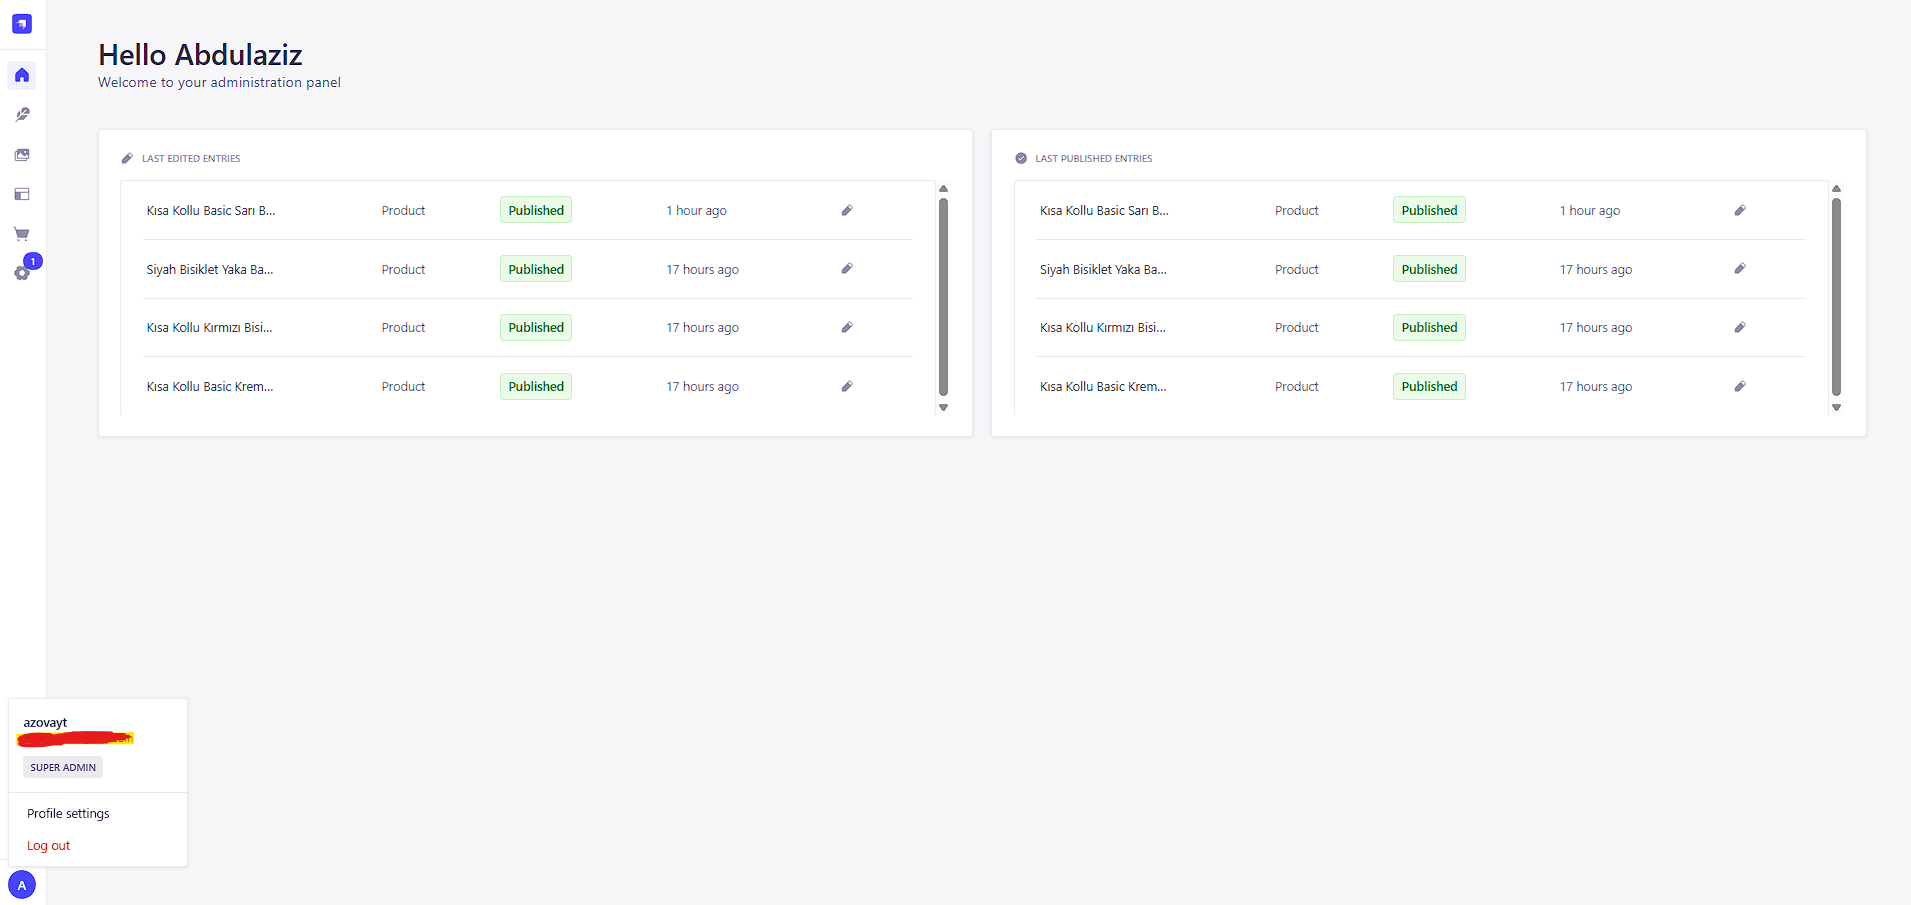 Hello Abdulaziz
Welcome to your administration panel
LAST EDITED ENTRIES
Kısa Kollu Basic Sarı B... Product Published 1 hour ago
Siyah Bisiklet Yaka Ba... Product Published 17 hours ago
Kısa Kollu Kırmızı Bisi... Product Published 17 hours ago
Kısa Kollu Basic Krem... Product Published 17 hours ago
LAST PUBLISHED ENTRIES
Kısa Kollu Basic Sarı B... Product Published 1 hour ago
Siyah Bisiklet Yaka Ba... Product Published 17 hours ago
Kısa Kollu Kırmızı Bisi... Product Published 17 hours ago
Kısa Kollu Basic Krem... Product Published 17 hours ago
1
azovayt
SUPER ADMIN
Profile settings
Log out
A